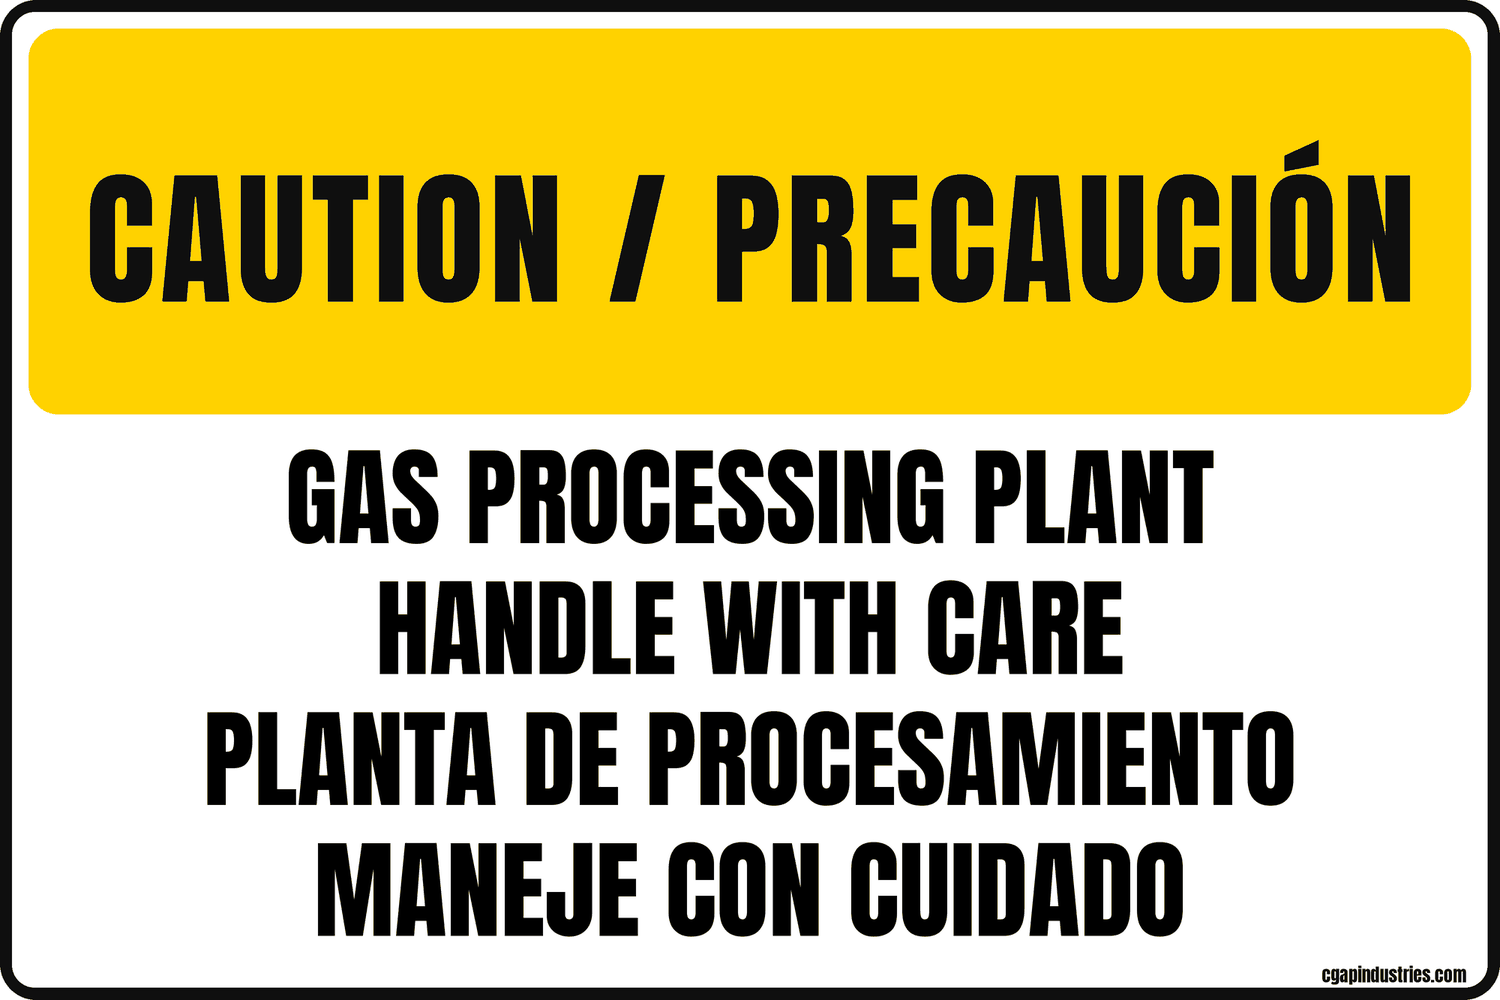 CAUTION / PRECAUCIÓN
GAS PROCESSING PLANT
HANDLE WITH CARE
PLANTA DE PROCESAMIENTO
MANEJE CON CUIDADO
cgapindustries.com